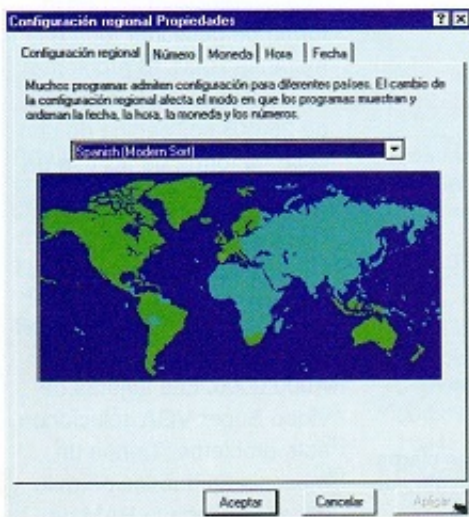 Configuración regional Propiedades
Configuración regional Número Moneda Hora Fecha
Muchos programas admiten configuración para diferentes países. El cambio de
la configuración regional afecta el modo en que los programas muestran y
ordenan la fecha, la hora, la moneda y los números.
Spanish (Modern Sort)
Aceptar Cancelar Aplicar